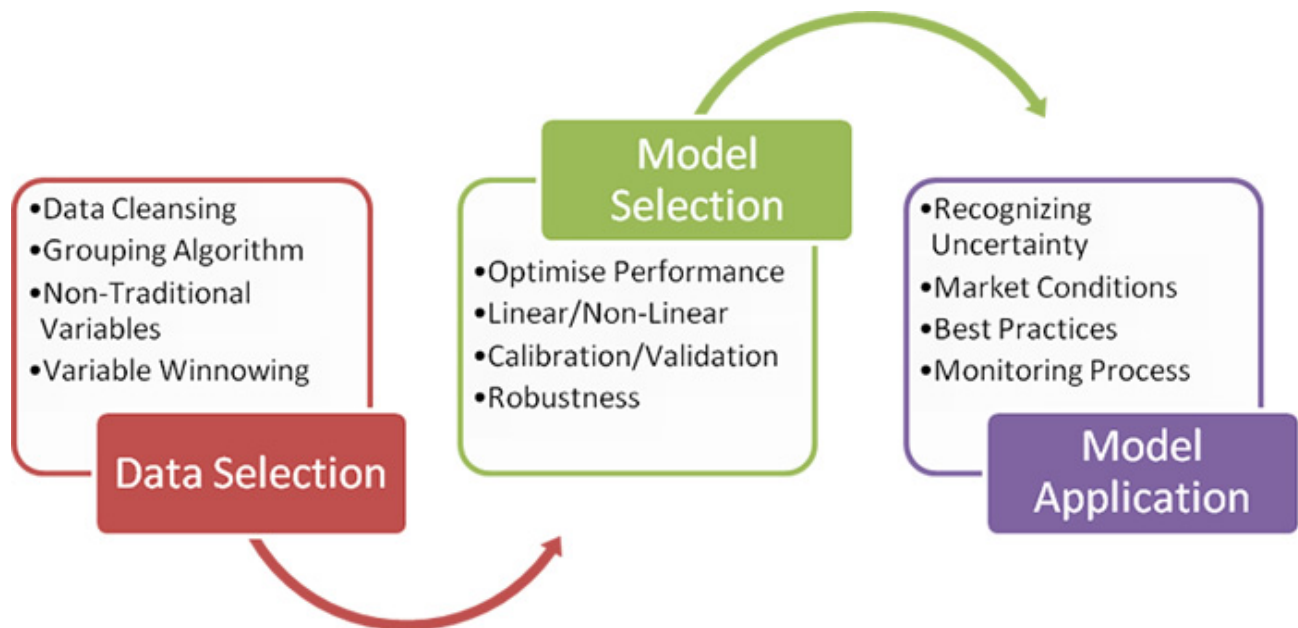 •Data Cleansing
•Grouping Algorithm
•Non-Traditional
Variables
•Variable Winnowing
Data Selection
Model
Selection
•Optimise Performance
•Linear/Non-Linear
•Calibration/Validation
•Robustness
•Recognizing
Uncertainty
•Market Conditions
•Best Practices
•Monitoring Process
Model
Application